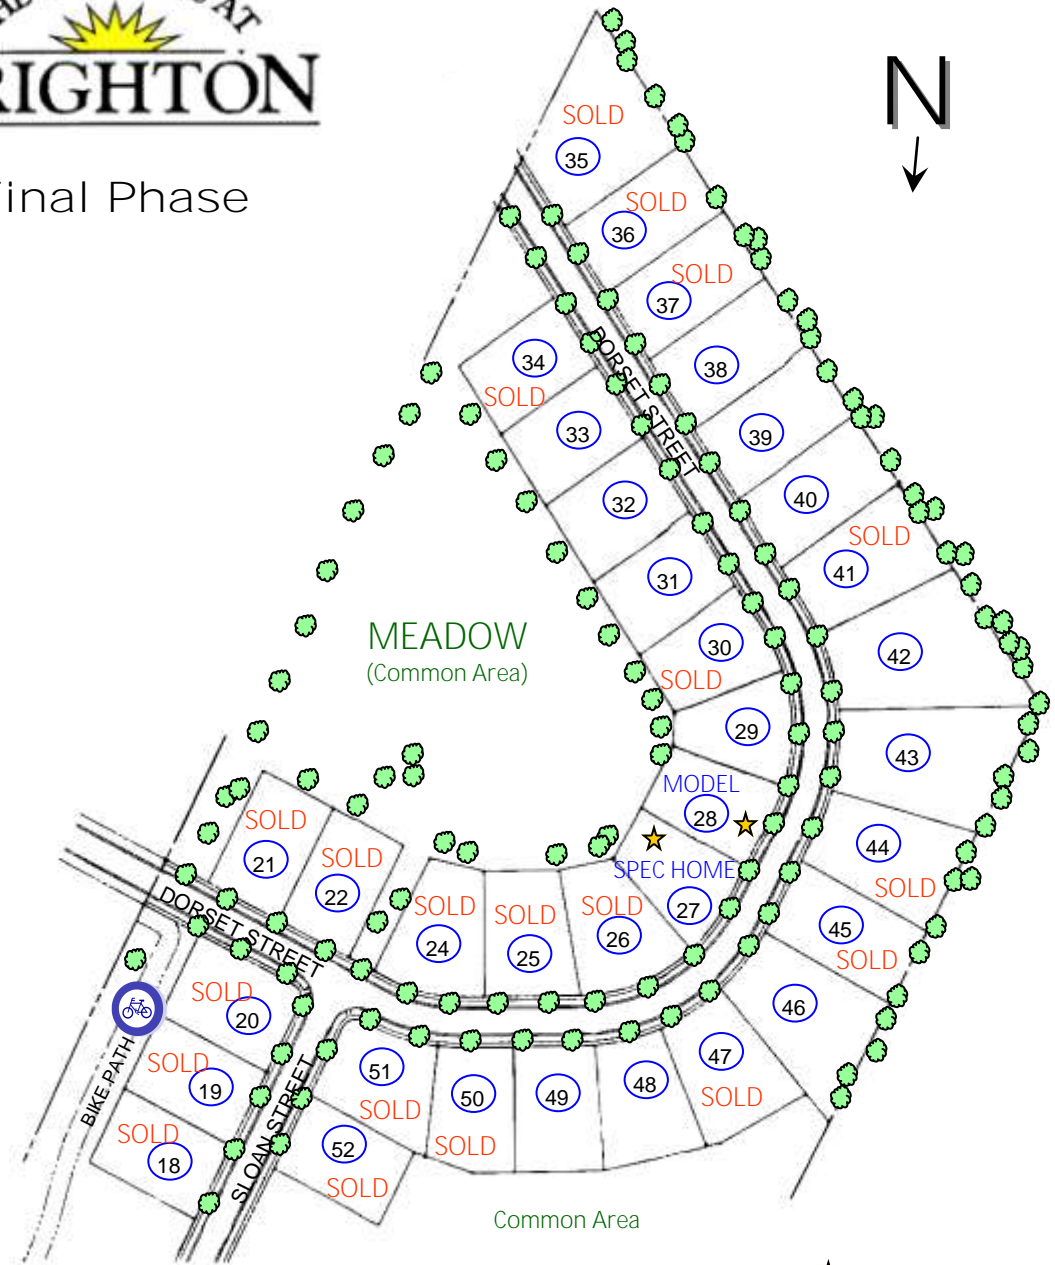 AT
RIGHTON
N
inal Phase
SOLD
35
SOLD
36
SOLD
37
38
39
40
SOLD
41
42
43
44
SOLD
45
SOLD
46
47
SOLD
48
49
50
SOLD
51
SOLD
52
SOLD
34
SOLD
33
32
31
30
SOLD
29
MODEL
28
SPEC HOME
27
SOLD
26
SOLD
25
SOLD
24
SOLD
22
SOLD
21
SOLD
20
SOLD
19
SOLD
18
DORSET STREET
DORSET STREET
SLOAN STREET
BIKE PATH
MEADOW
(Common Area)
Common Area